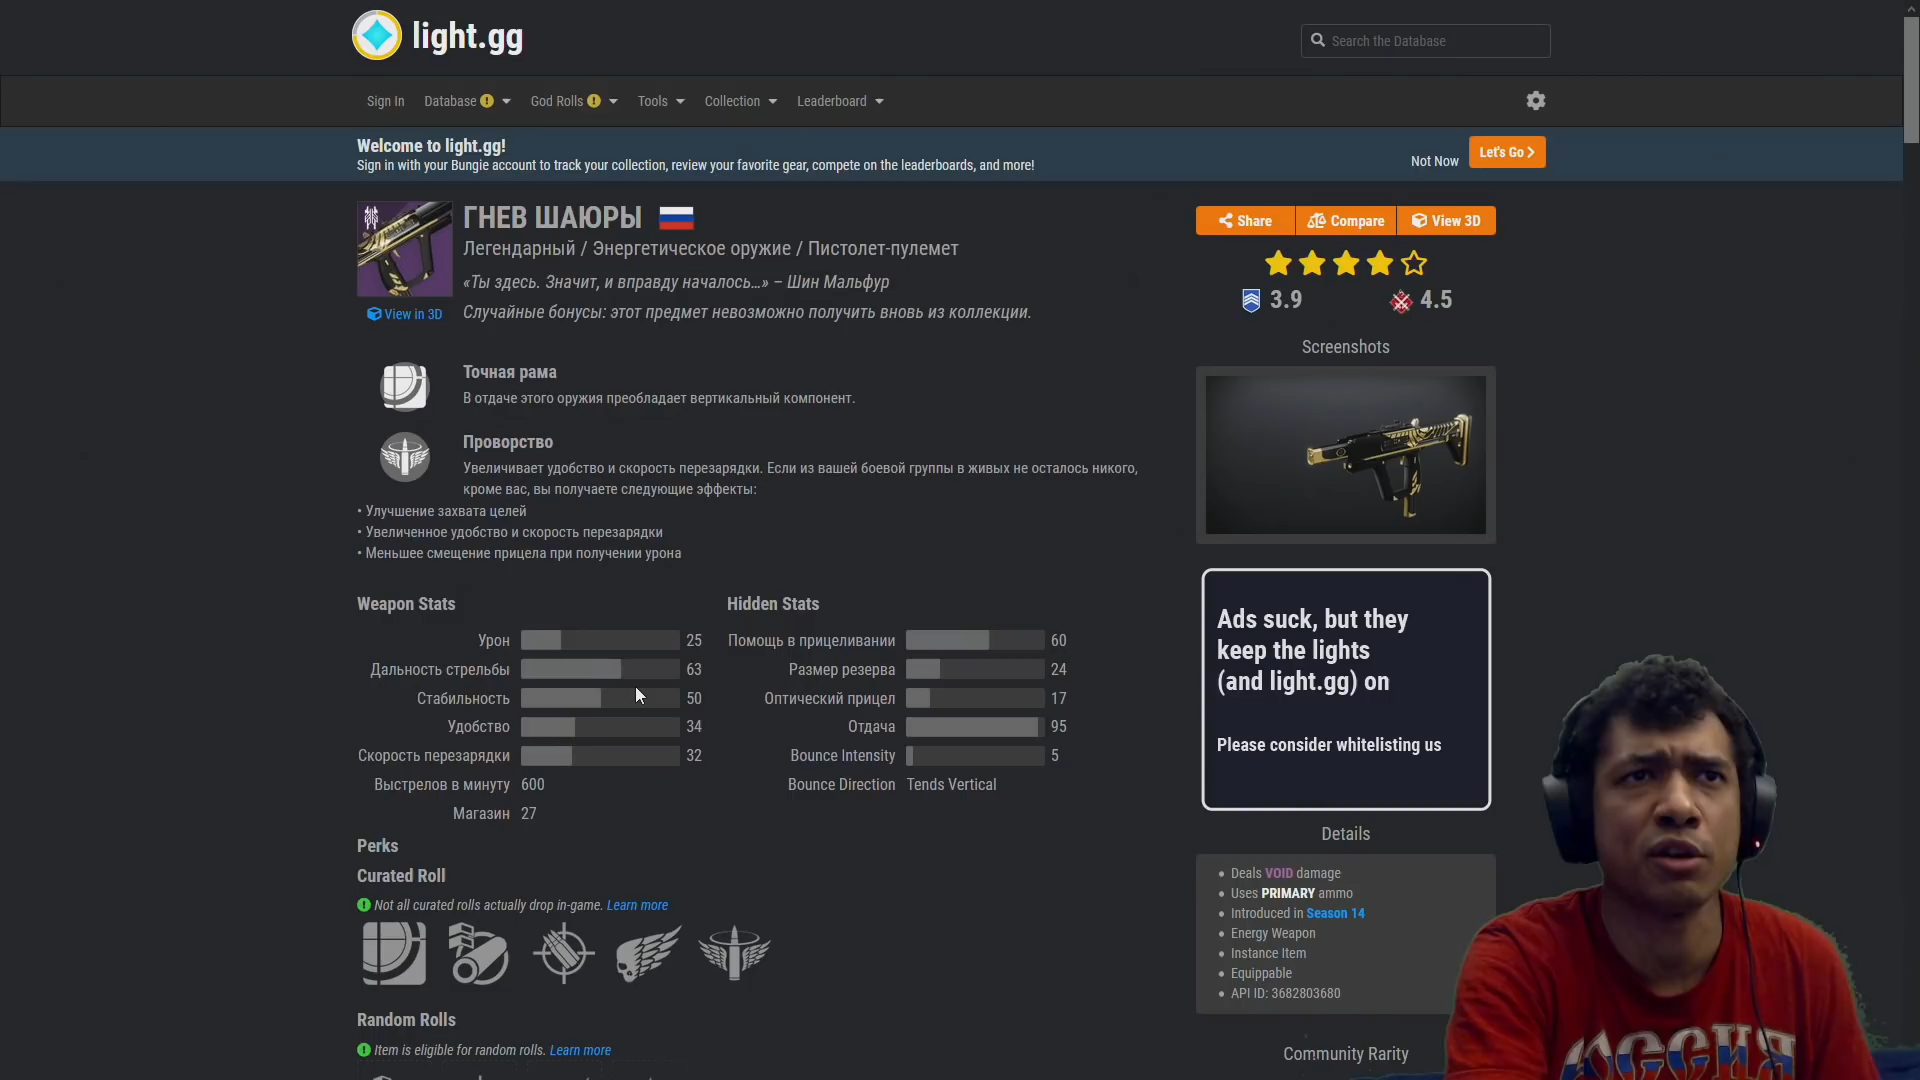 light.gg
Search the Database
Sign In
Database
God Rolls
Tools
Collection
Leaderboard
Welcome to light.gg!
Sign in with your Bungie account to track your collection, review your favorite gear, compete on the leaderboards, and more!
Not Now
Let's Go
ГНЕВ ШАЮРЫ
Легендарный / Энергетическое оружие / Пистолет-пулемет
«Ты здесь. Значит, и вправду началось...» – Шин Мальфур
View in 3D
Случайные бонусы: этот предмет невозможно получить вновь из коллекции.
Точная рама
В отдаче этого оружия преобладает вертикальный компонент.
Проворство
Увеличивает удобство и скорость перезарядки. Если из вашей боевой группы в живых не осталось никого,
кроме вас, вы получаете следующие эффекты:
• Улучшение захвата целей
• Увеличенное удобство и скорость перезарядки
• Меньшее смещение прицела при получении урона
Weapon Stats
Урон 25
Дальность стрельбы 63
Стабильность 50
Удобство 34
Скорость перезарядки 32
Выстрелов в минуту 600
Магазин 27
Hidden Stats
Помощь в прицеливании 60
Размер резерва 24
Оптический прицел 17
Отдача 95
Bounce Intensity 5
Bounce Direction Tends Vertical
Perks
Curated Roll
Not all curated rolls actually drop in-game. Learn more
Random Rolls
Item is eligible for random rolls. Learn more
Share
Compare
View 3D
3.9
4.5
Screenshots
Ads suck, but they
keep the lights
(and light.gg) on
Please consider whitelisting us
Details
• Deals VOID damage
• Uses PRIMARY ammo
• Introduced in Season 14
• Energy Weapon
• Instance Item
• Equippable
• API ID: 3682803680
Community Rarity